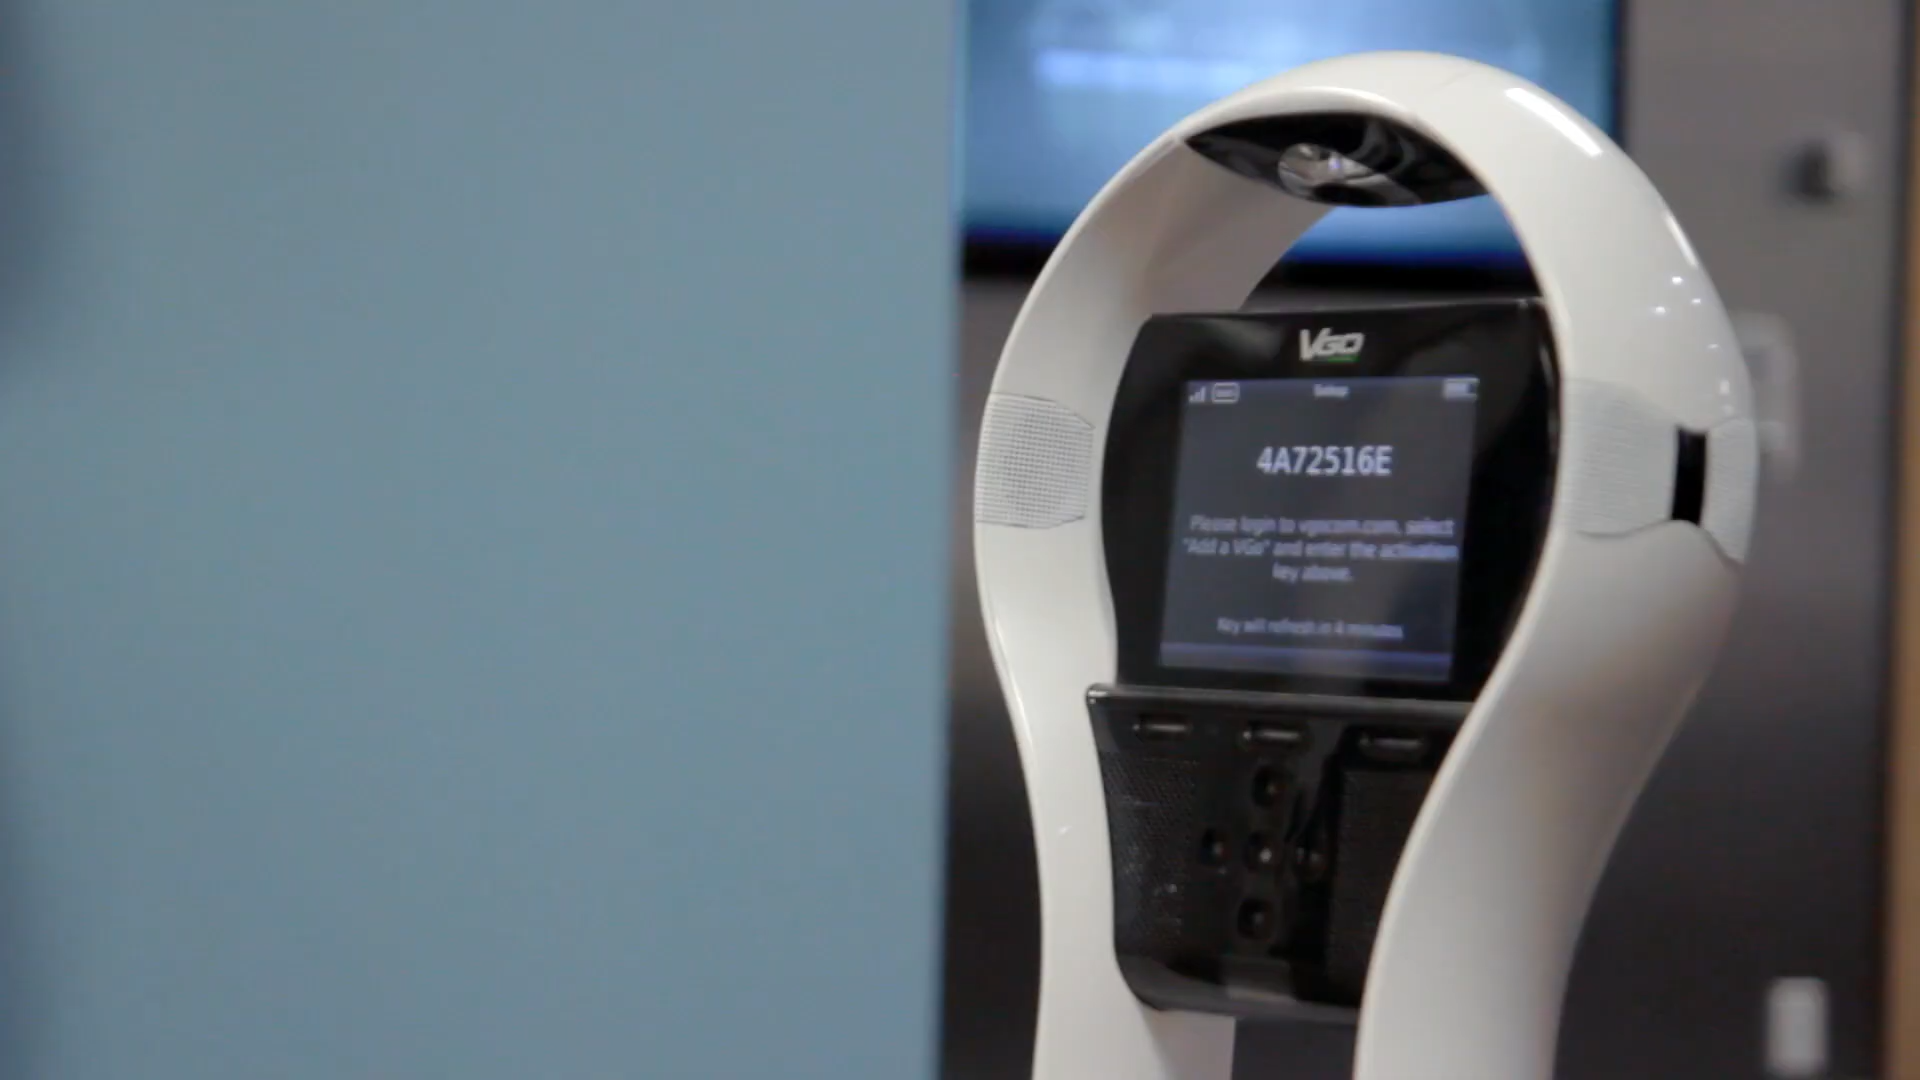 VGO
Setup
4A72516E
Please login to vgocom.com, select
"Add a VGo" and enter the activation
key above.
Key will refresh in 4 minutes